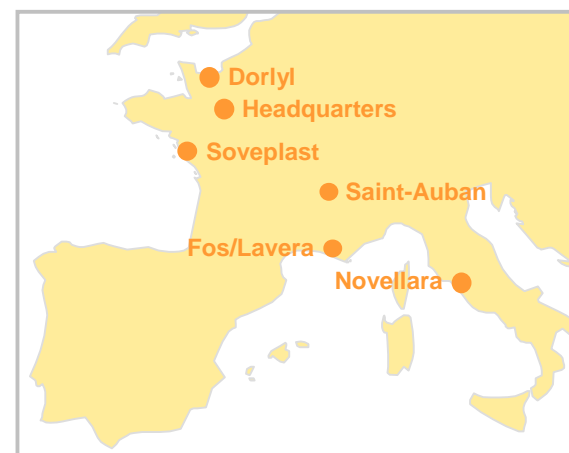 Dorlyl
Headquarters
Soveplast
Saint-Auban
Fos/Lavera
Novellara